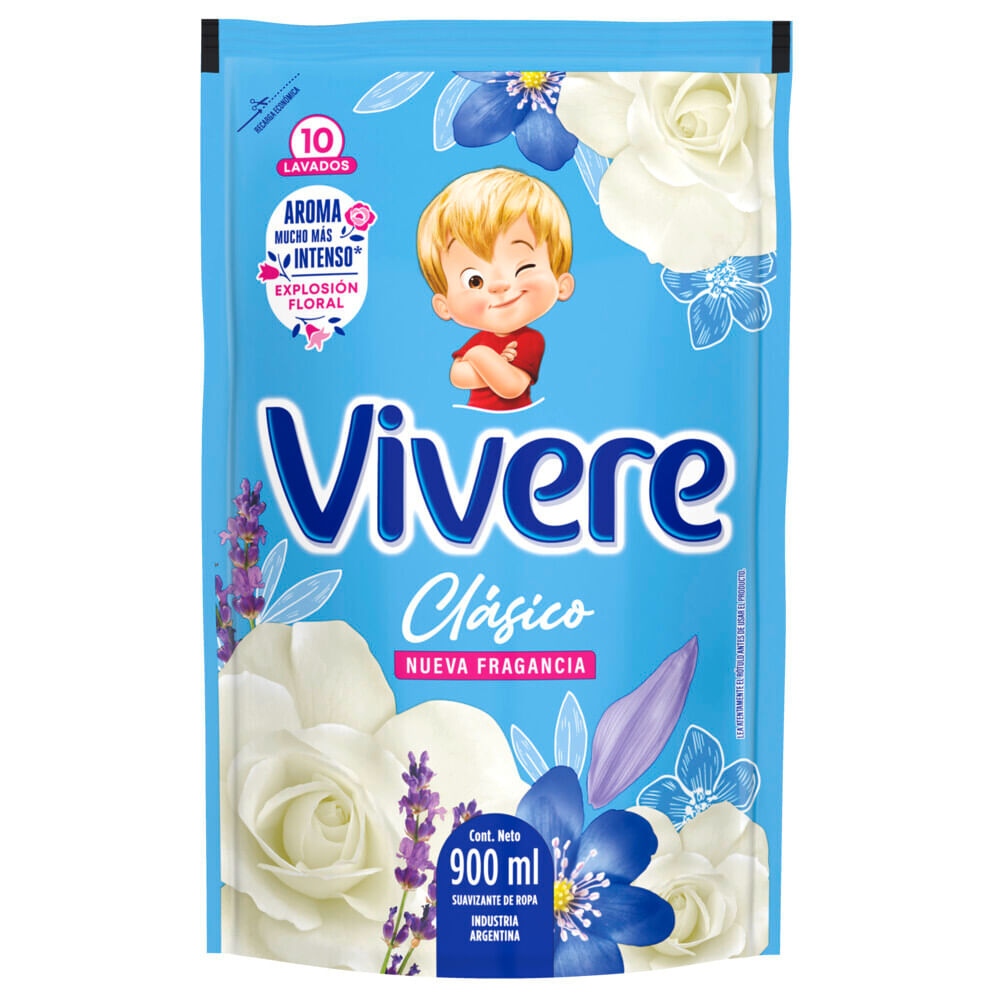 RECARGA ECONÓMICA
10
LAVADOS
AROMA
MUCHO MÁS
INTENSO*
EXPLOSIÓN
FLORAL
Vivere
Clásico
NUEVA FRAGANCIA
LEA ATENTAMENTE EL RÓTULO ANTES DE USAR EL PRODUCTO.
Cont. Neto
900 ml
SUAVIZANTE DE ROPA
INDUSTRIA
ARGENTINA